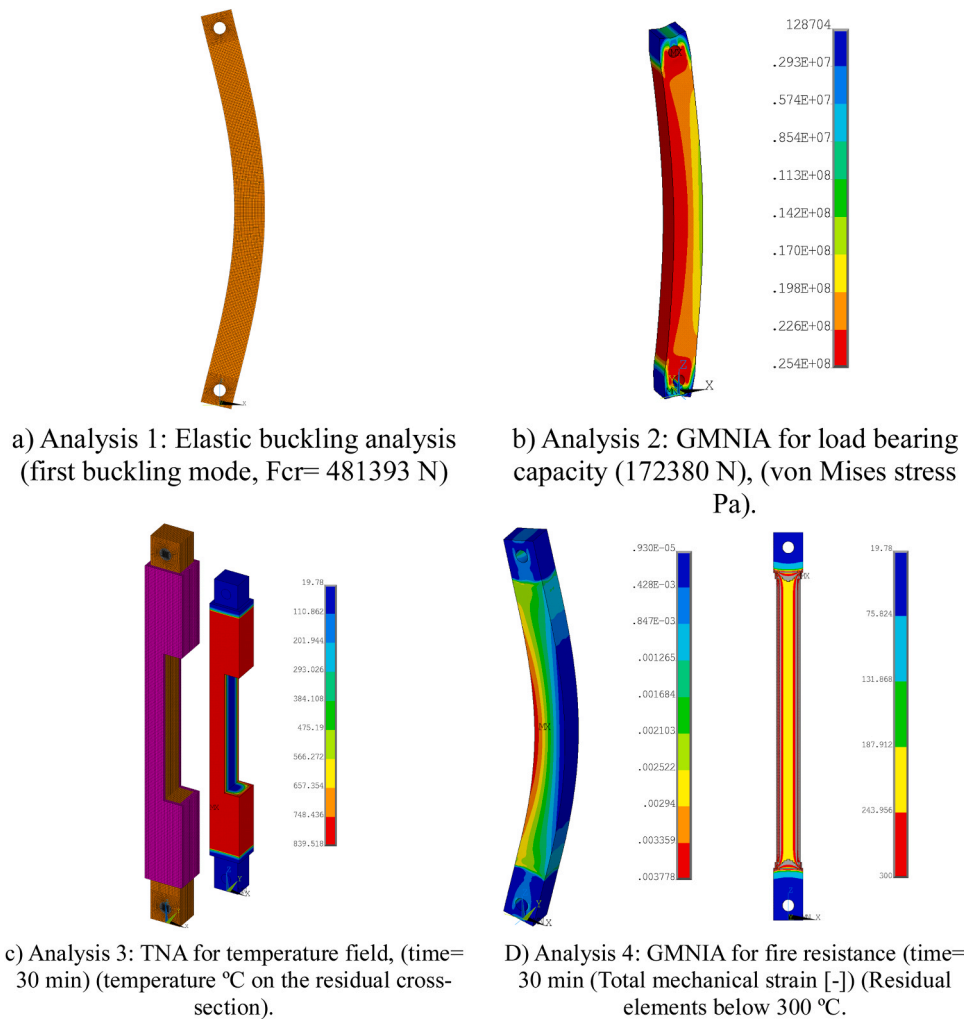 128704
.293E+07
.574E+07
.854E+07
.113E+08
.142E+08
.170E+08
.198E+08
.226E+08
.254E+08
MX
Z
X
a) Analysis 1: Elastic buckling analysis
(first buckling mode, Fcr= 481393 N)
b) Analysis 2: GMNIA for load bearing
capacity (172380 N), (von Mises stress
Pa).
19.78
110.862
201.944
293.026
384.108
475.19
566.272
657.354
748.436
839.518
MX
.930E-05
.428E-03
.847E-03
.001265
.001684
.002103
.002522
.00294
.003359
.003778
MX
19.78
75.824
131.868
187.912
243.956
300
MX
c) Analysis 3: TNA for temperature field, (time=
30 min) (temperature ºC on the residual cross-
section).
D) Analysis 4: GMNIA for fire resistance (time=
30 min (Total mechanical strain [-]) (Residual
elements below 300 ºC.